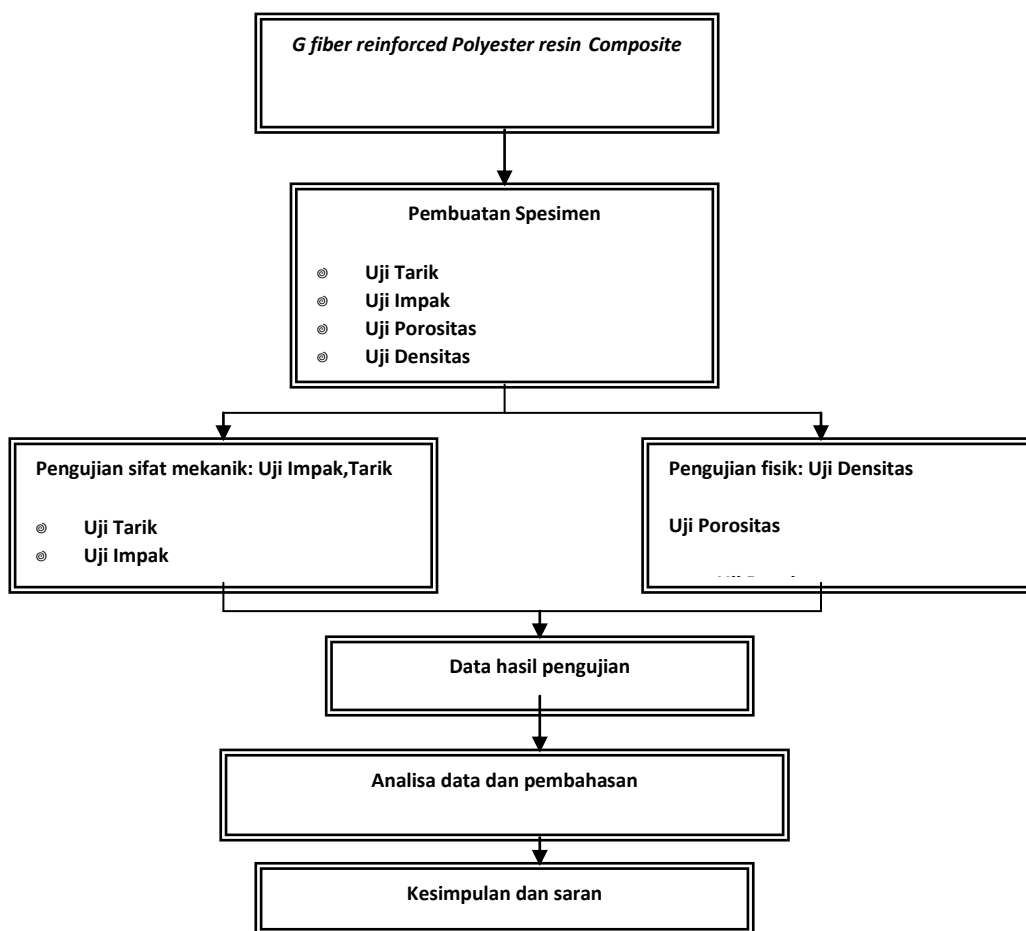 G fiber reinforced Polyester resin Composite
Pembuatan Spesimen
Uji Tarik
Uji Impak
Uji Porositas
Uji Densitas
Pengujian sifat mekanik: Uji Impak,Tarik
Uji Tarik
Uji Impak
Pengujian fisik: Uji Densitas
Uji Porositas
Data hasil pengujian
Analisa data dan pembahasan
Kesimpulan dan saran